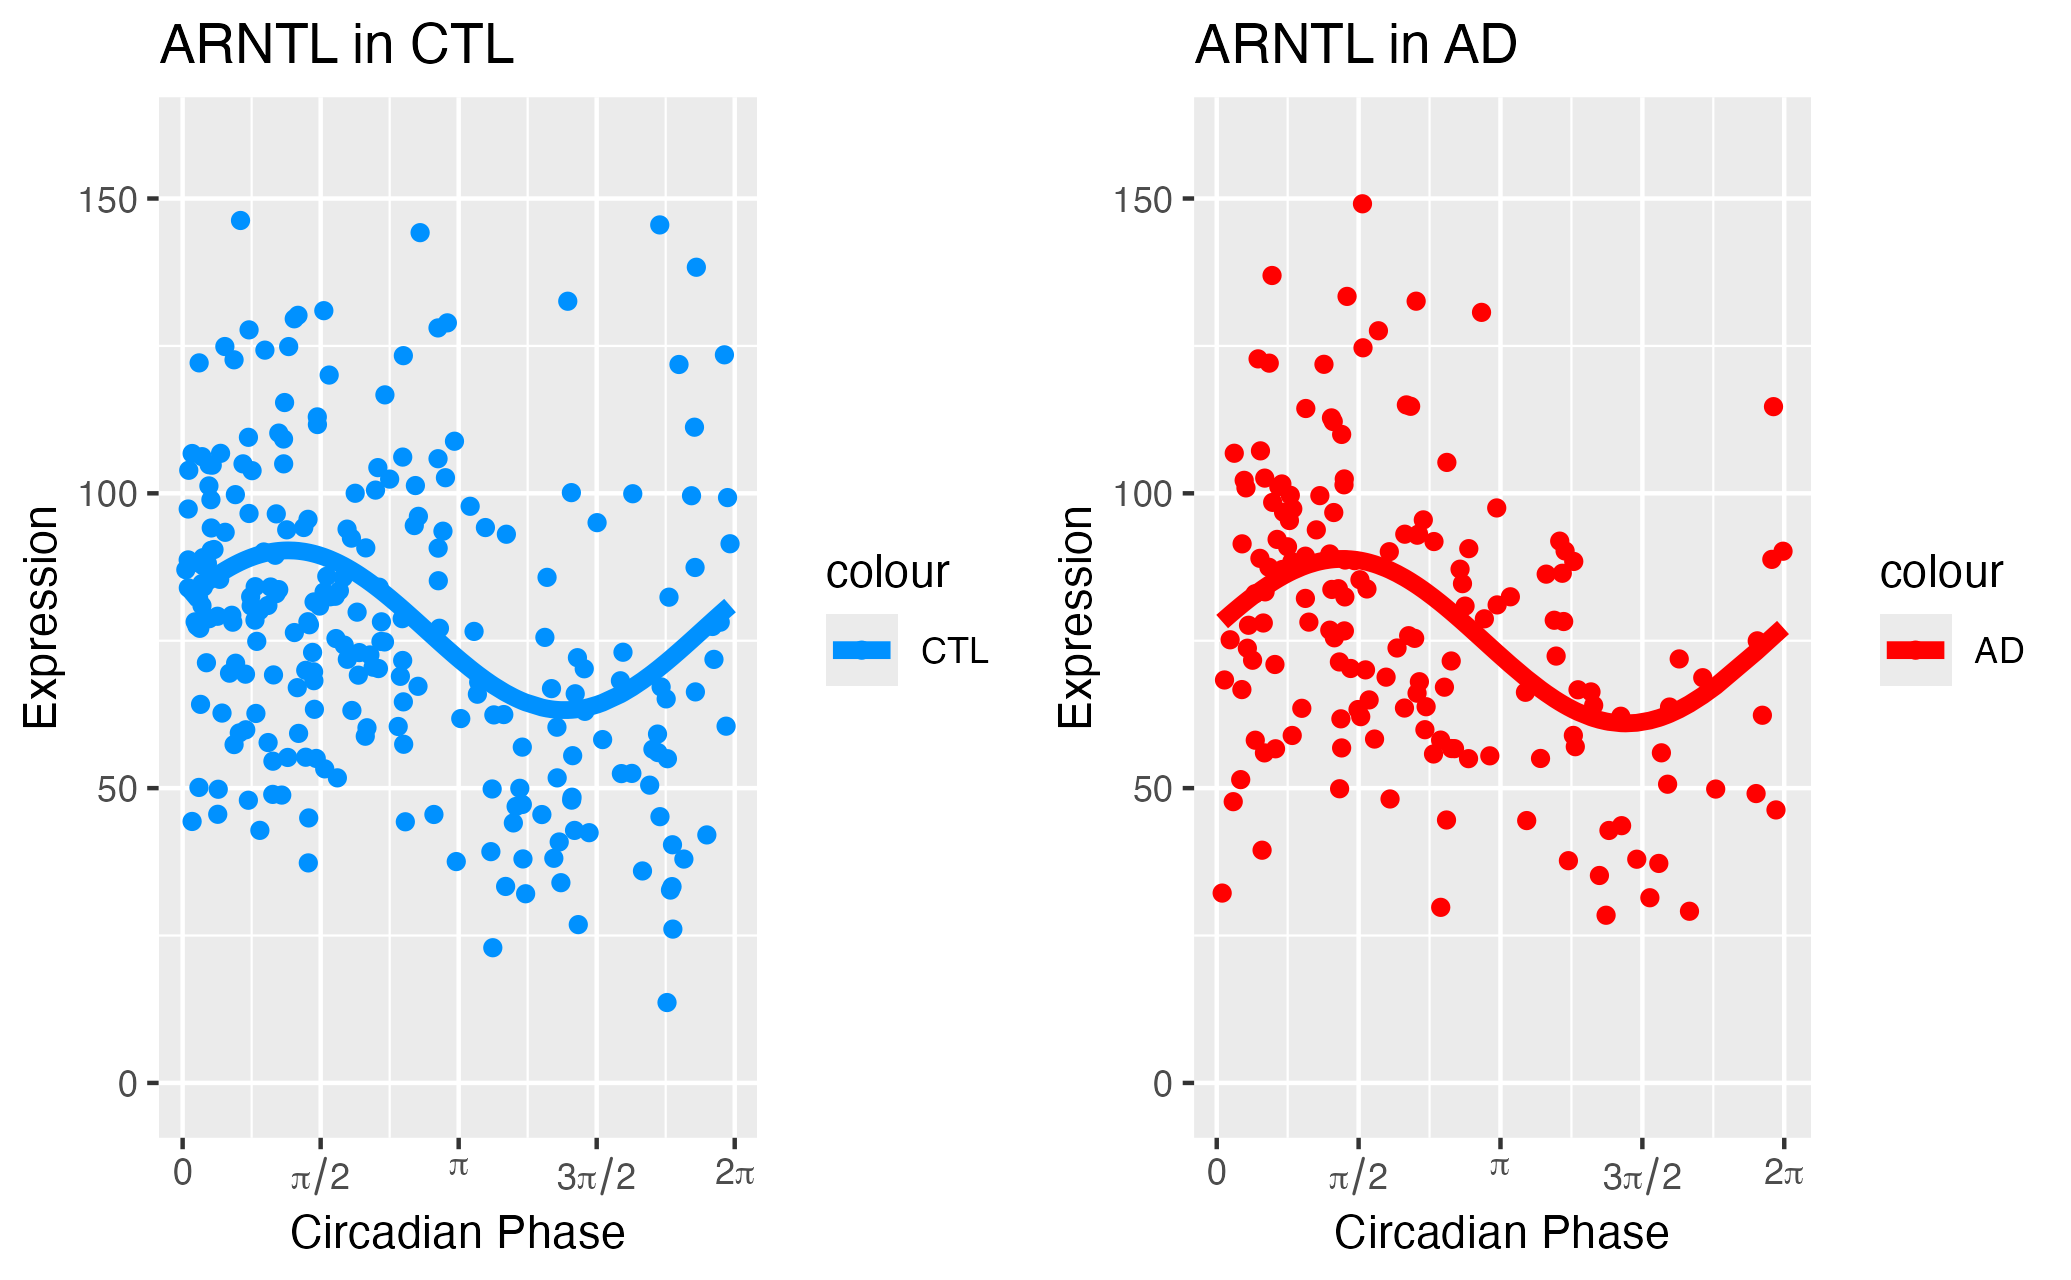 ARNTL in CTL
150
100
50
0
Expression
0
π/2
π
3π/2
2π
Circadian Phase
colour
CTL
ARNTL in AD
150
100
50
0
Expression
0
π/2
π
3π/2
2π
Circadian Phase
colour
AD